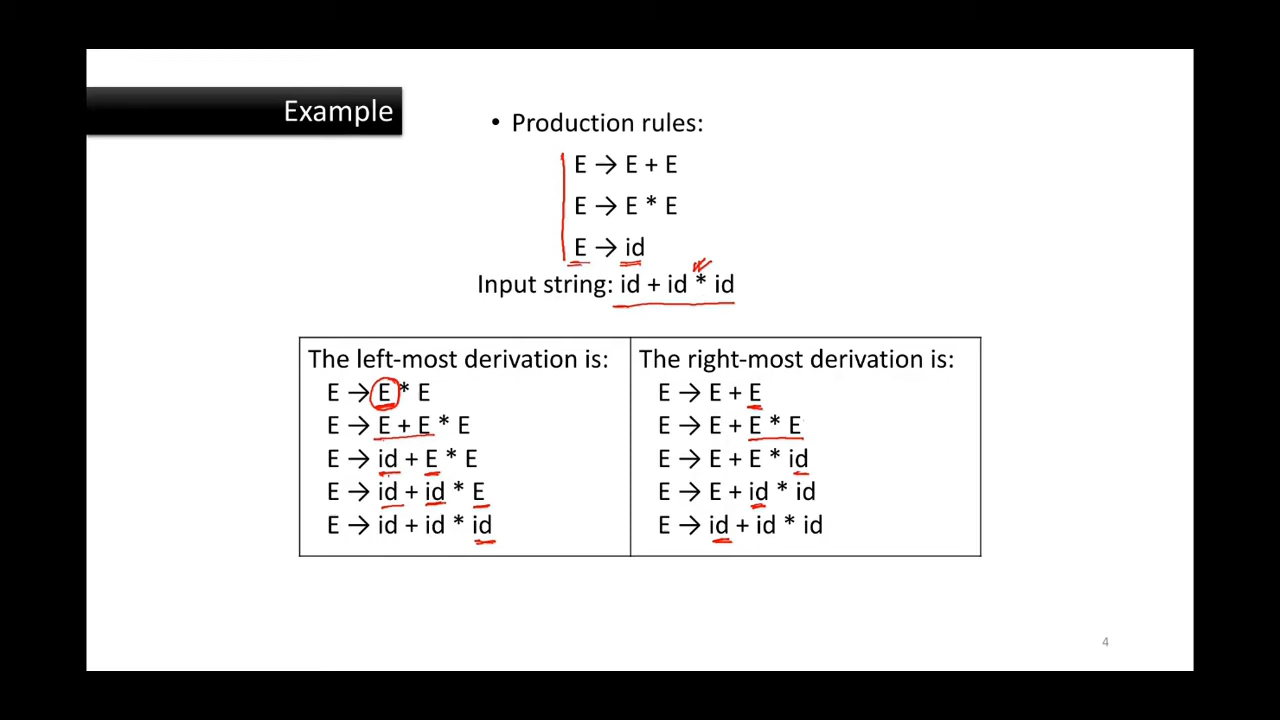 Example
• Production rules:
E → E + E
E → E * E
E → id
Input string: id + id * id
The left-most derivation is:
E → E * E
E → E + E * E
E → id + E * E
E → id + id * E
E → id + id * id
The right-most derivation is:
E → E + E
E → E + E * E
E → E + E * id
E → E + id * id
E → id + id * id
4